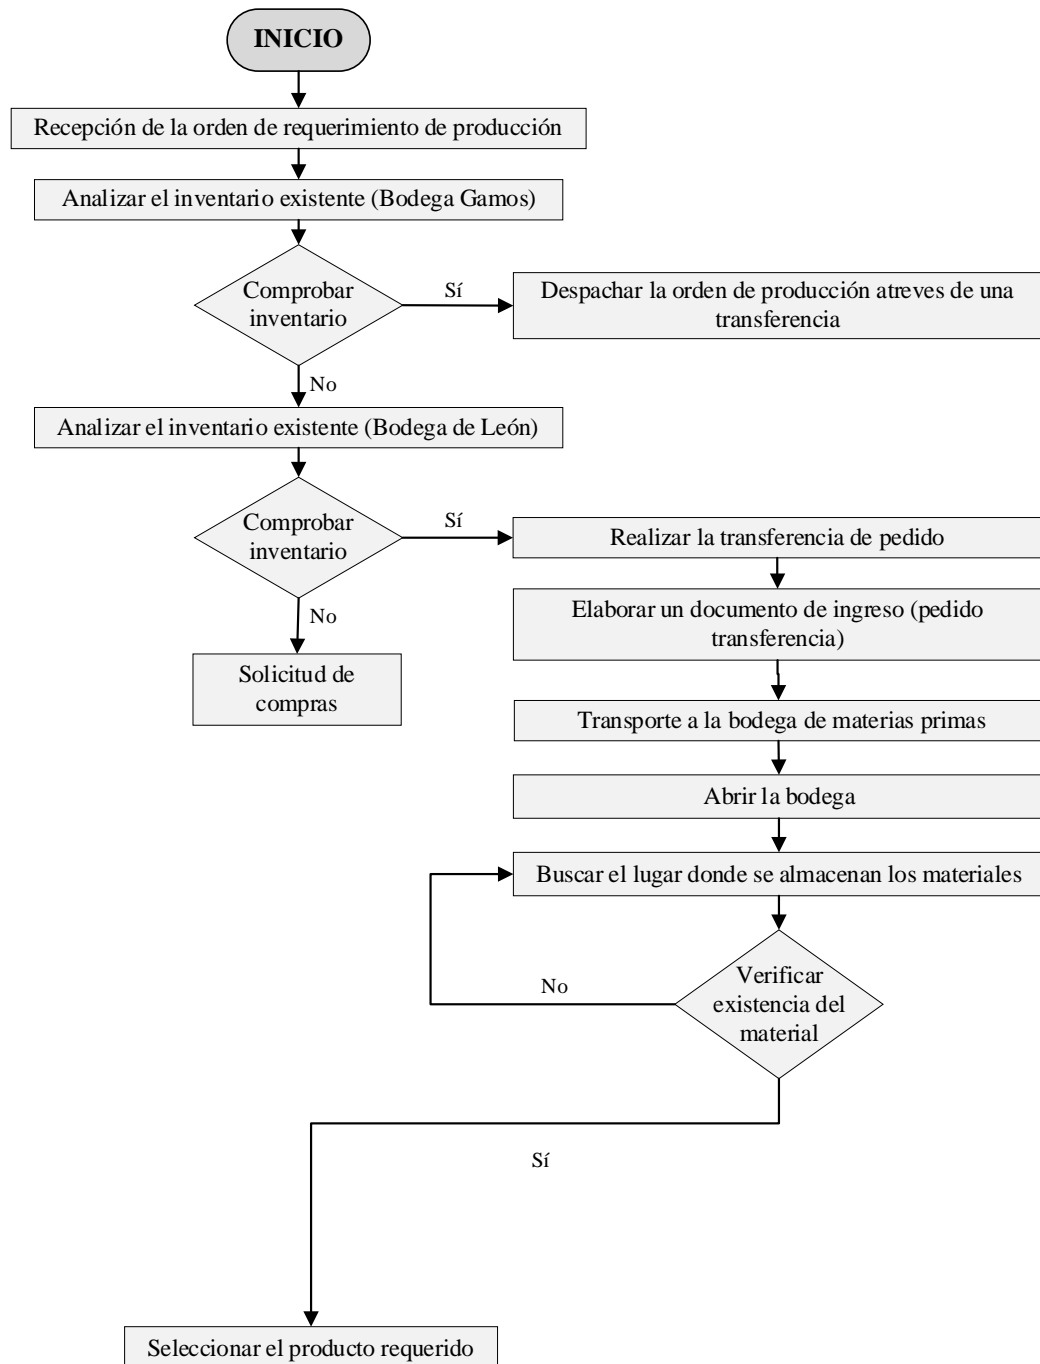 INICIO
Recepción de la orden de requerimiento de producción
Analizar el inventario existente (Bodega Gamos)
Comprobar
inventario
Sí
Despachar la orden de producción atreves de una
transferencia
No
Analizar el inventario existente (Bodega de León)
Comprobar
inventario
Sí
Realizar la transferencia de pedido
No
Elaborar un documento de ingreso (pedido
transferencia)
Solicitud de
compras
Transporte a la bodega de materias primas
Abrir la bodega
Buscar el lugar donde se almacenan los materiales
Verificar
existencia del
material
No
Sí
Seleccionar el producto requerido